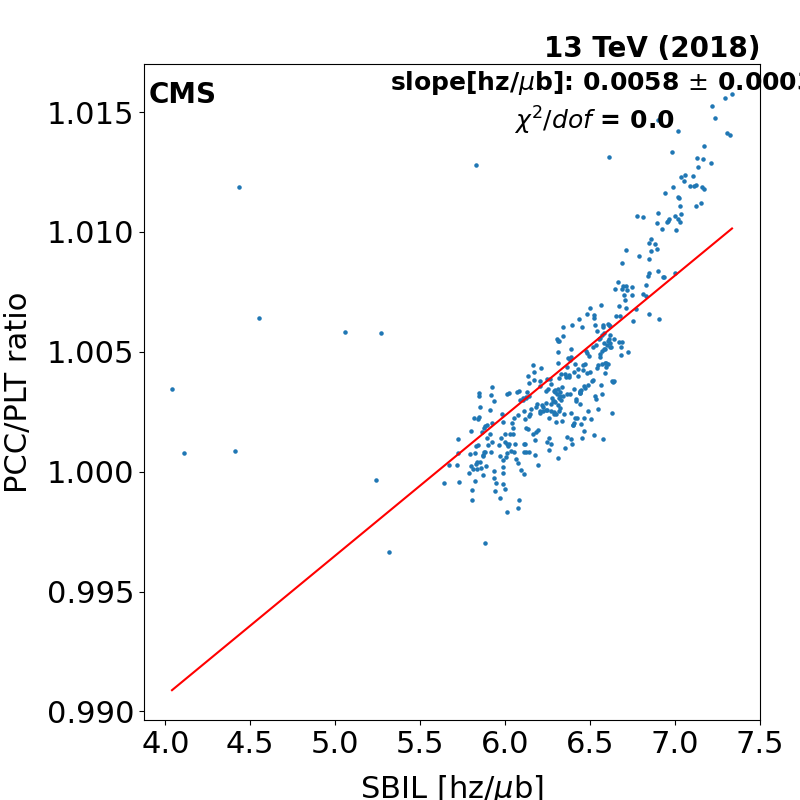 13 TeV (2018)
CMS
slope[hz/μb]: 0.0058 ± 0.0003
χ²/dof = 0.0
1.015
1.010
1.005
1.000
0.995
0.990
PCC/PLT ratio
4.0 4.5 5.0 5.5 6.0 6.5 7.0 7.5
SBIL [hz/μb]